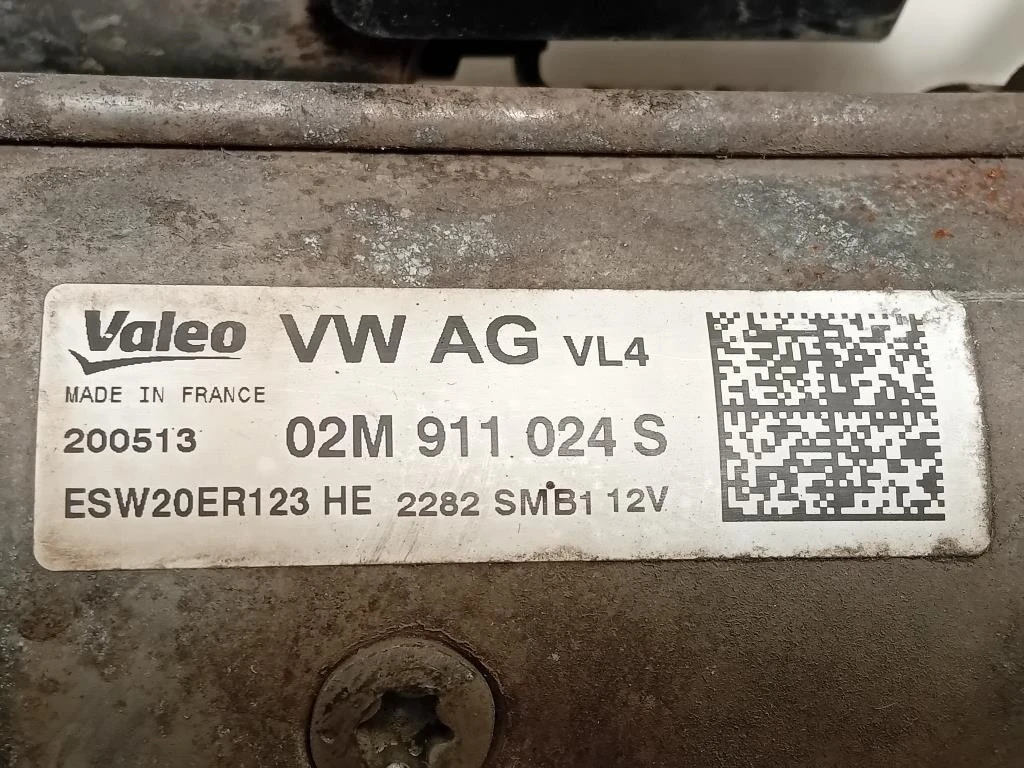 Valeo VW AG VL4
MADE IN FRANCE
200513 02M 911 024 S
ESW20ER123 HE 2282 SMB1 12V